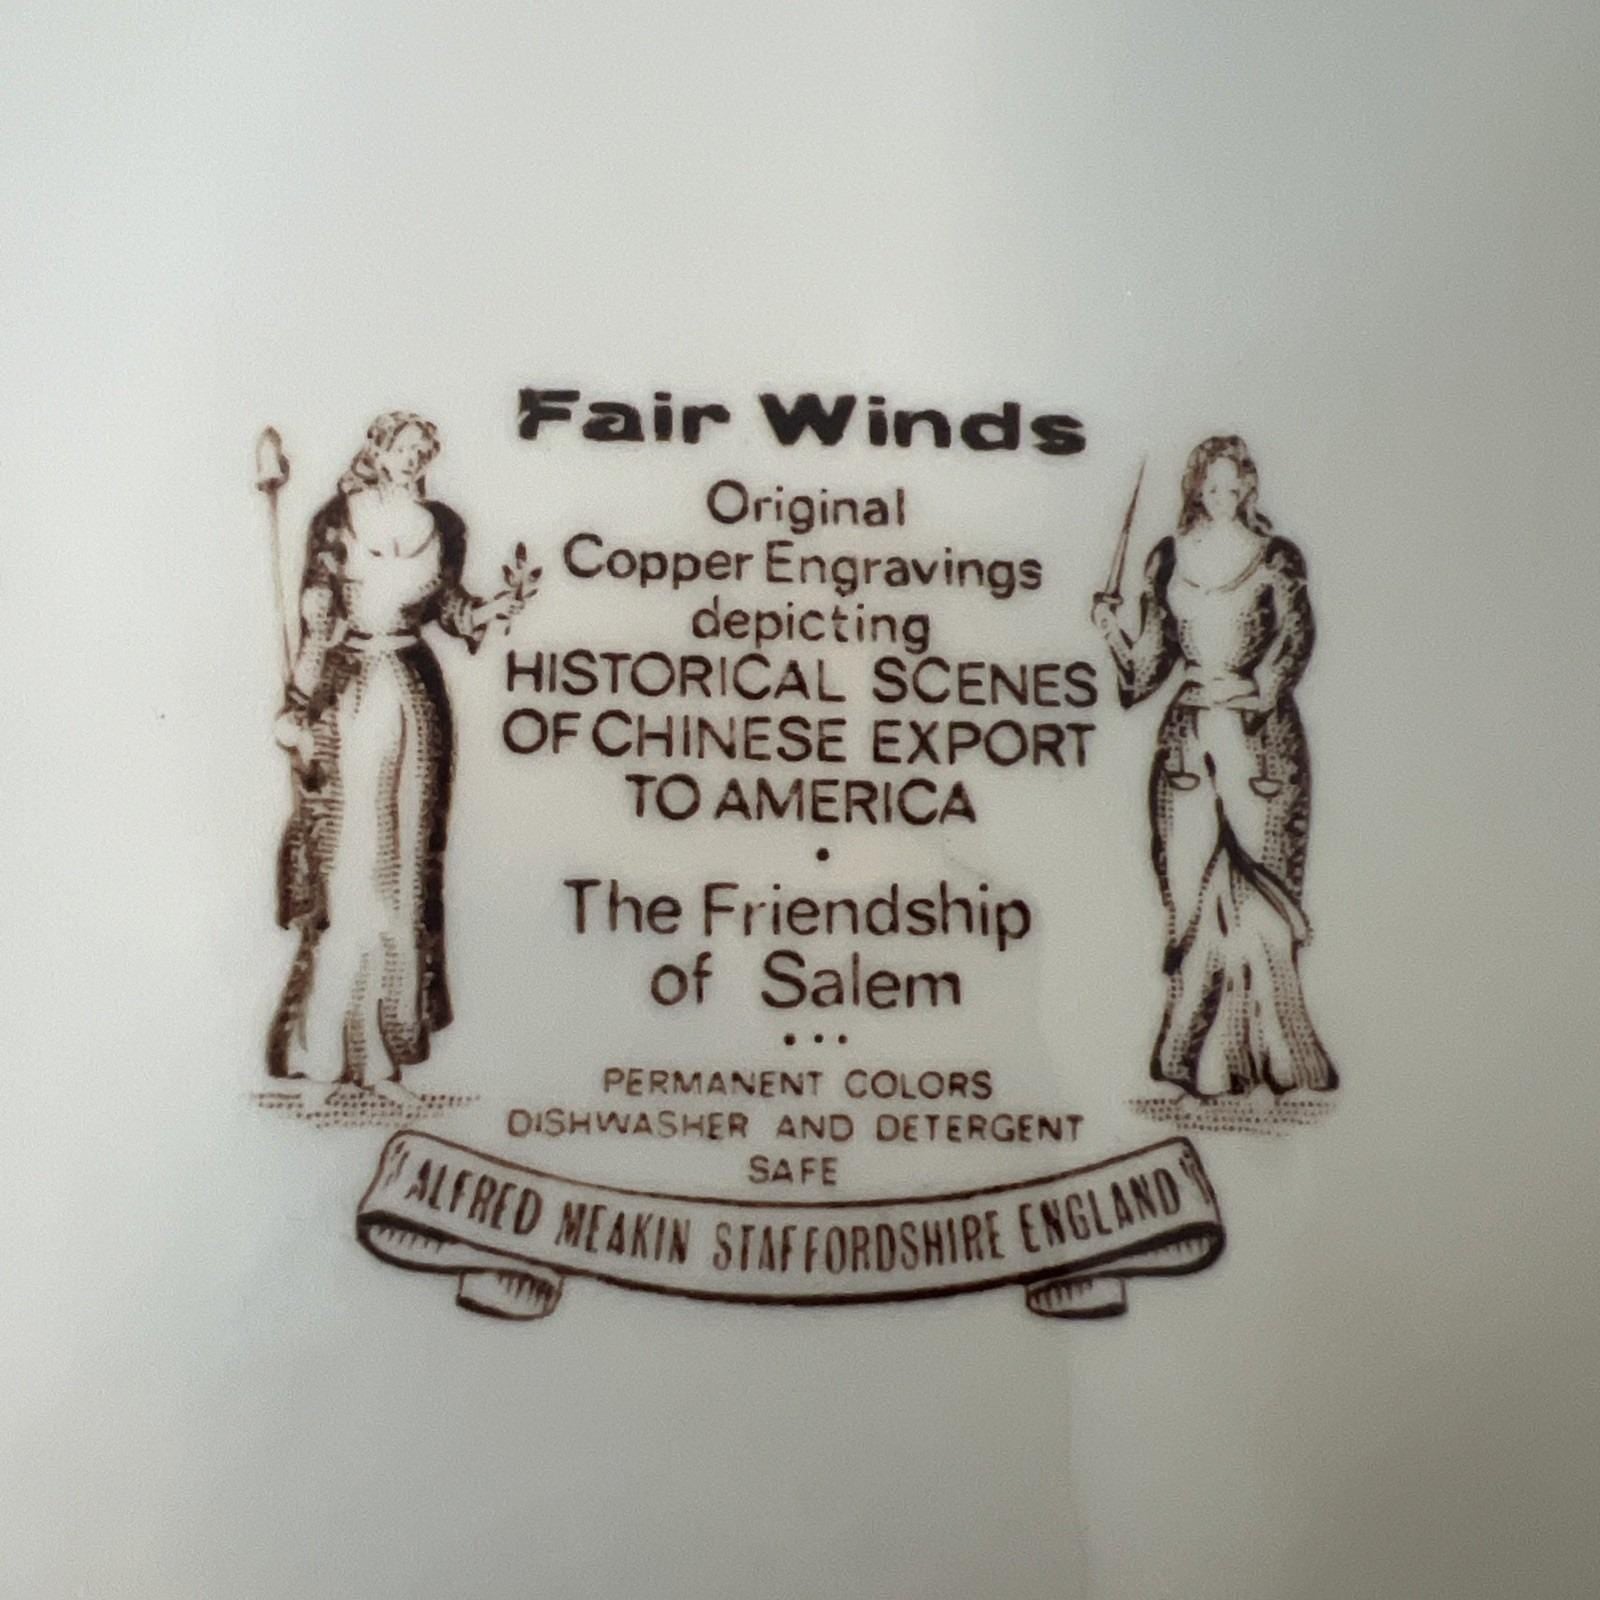 Fair Winds
Original
Copper Engravings
depicting
HISTORICAL SCENES
OF CHINESE EXPORT
TO AMERICA
•
The Friendship
of Salem
...
PERMANENT COLORS
DISHWASHER AND DETERGENT
SAFE
ALFRED MEAKIN STAFFORDSHIRE ENGLAND